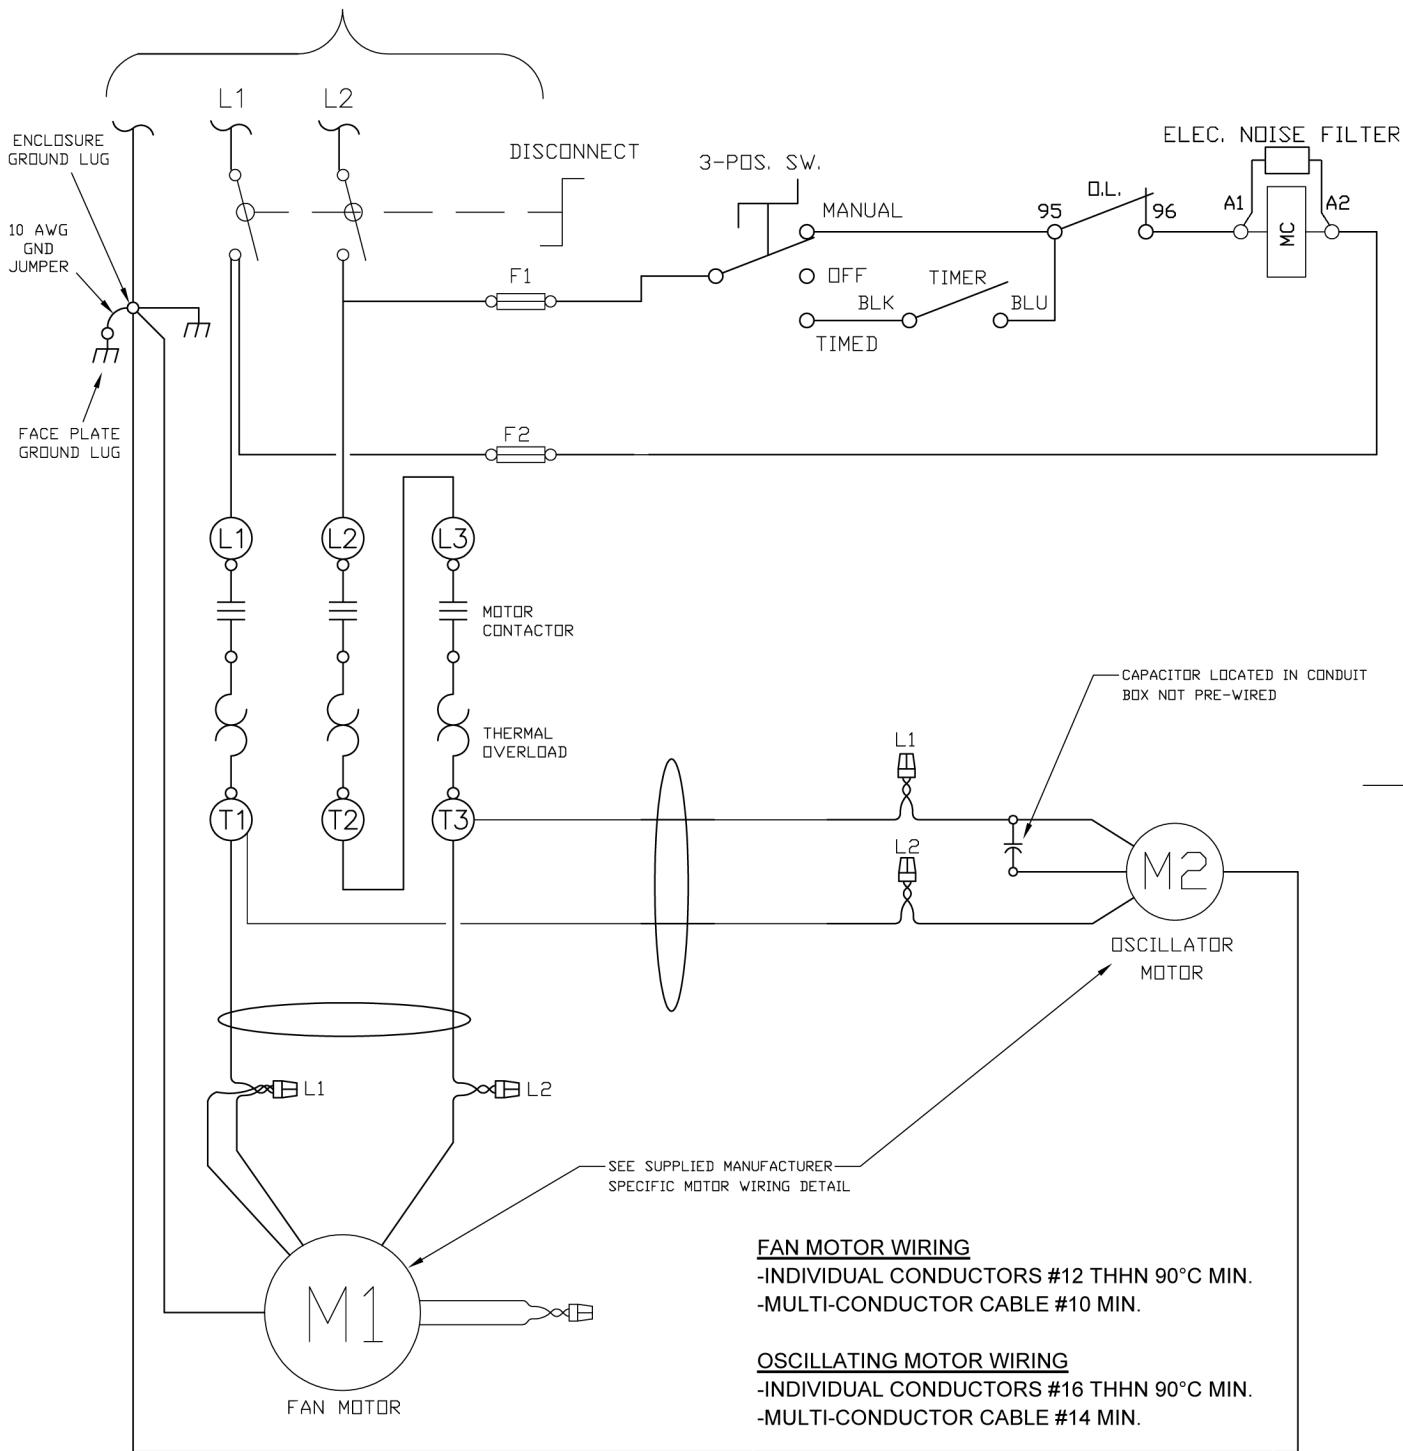 L1
L2
ENCLOSURE
GROUND LUG
DISCONNECT
3-POS. SW.
ELEC. NOISE FILTER
MANUAL
O.L.
95
96
A1
A2
MC
10 AWG
GND
JUMPER
F1
OFF
TIMER
BLK
BLU
TIMED
FACE PLATE
GROUND LUG
F2
L1
L2
L3
MOTOR
CONTACTOR
THERMAL
OVERLOAD
CAPACITOR LOCATED IN CONDUIT
BOX NOT PRE-WIRED
L1
T1
T2
T3
L2
M2
OSCILLATOR
MOTOR
L1
L2
SEE SUPPLIED MANUFACTURER
SPECIFIC MOTOR WIRING DETAIL
M1
FAN MOTOR
FAN MOTOR WIRING
-INDIVIDUAL CONDUCTORS #12 THHN 90°C MIN.
-MULTI-CONDUCTOR CABLE #10 MIN.
OSCILLATING MOTOR WIRING
-INDIVIDUAL CONDUCTORS #16 THHN 90°C MIN.
-MULTI-CONDUCTOR CABLE #14 MIN.